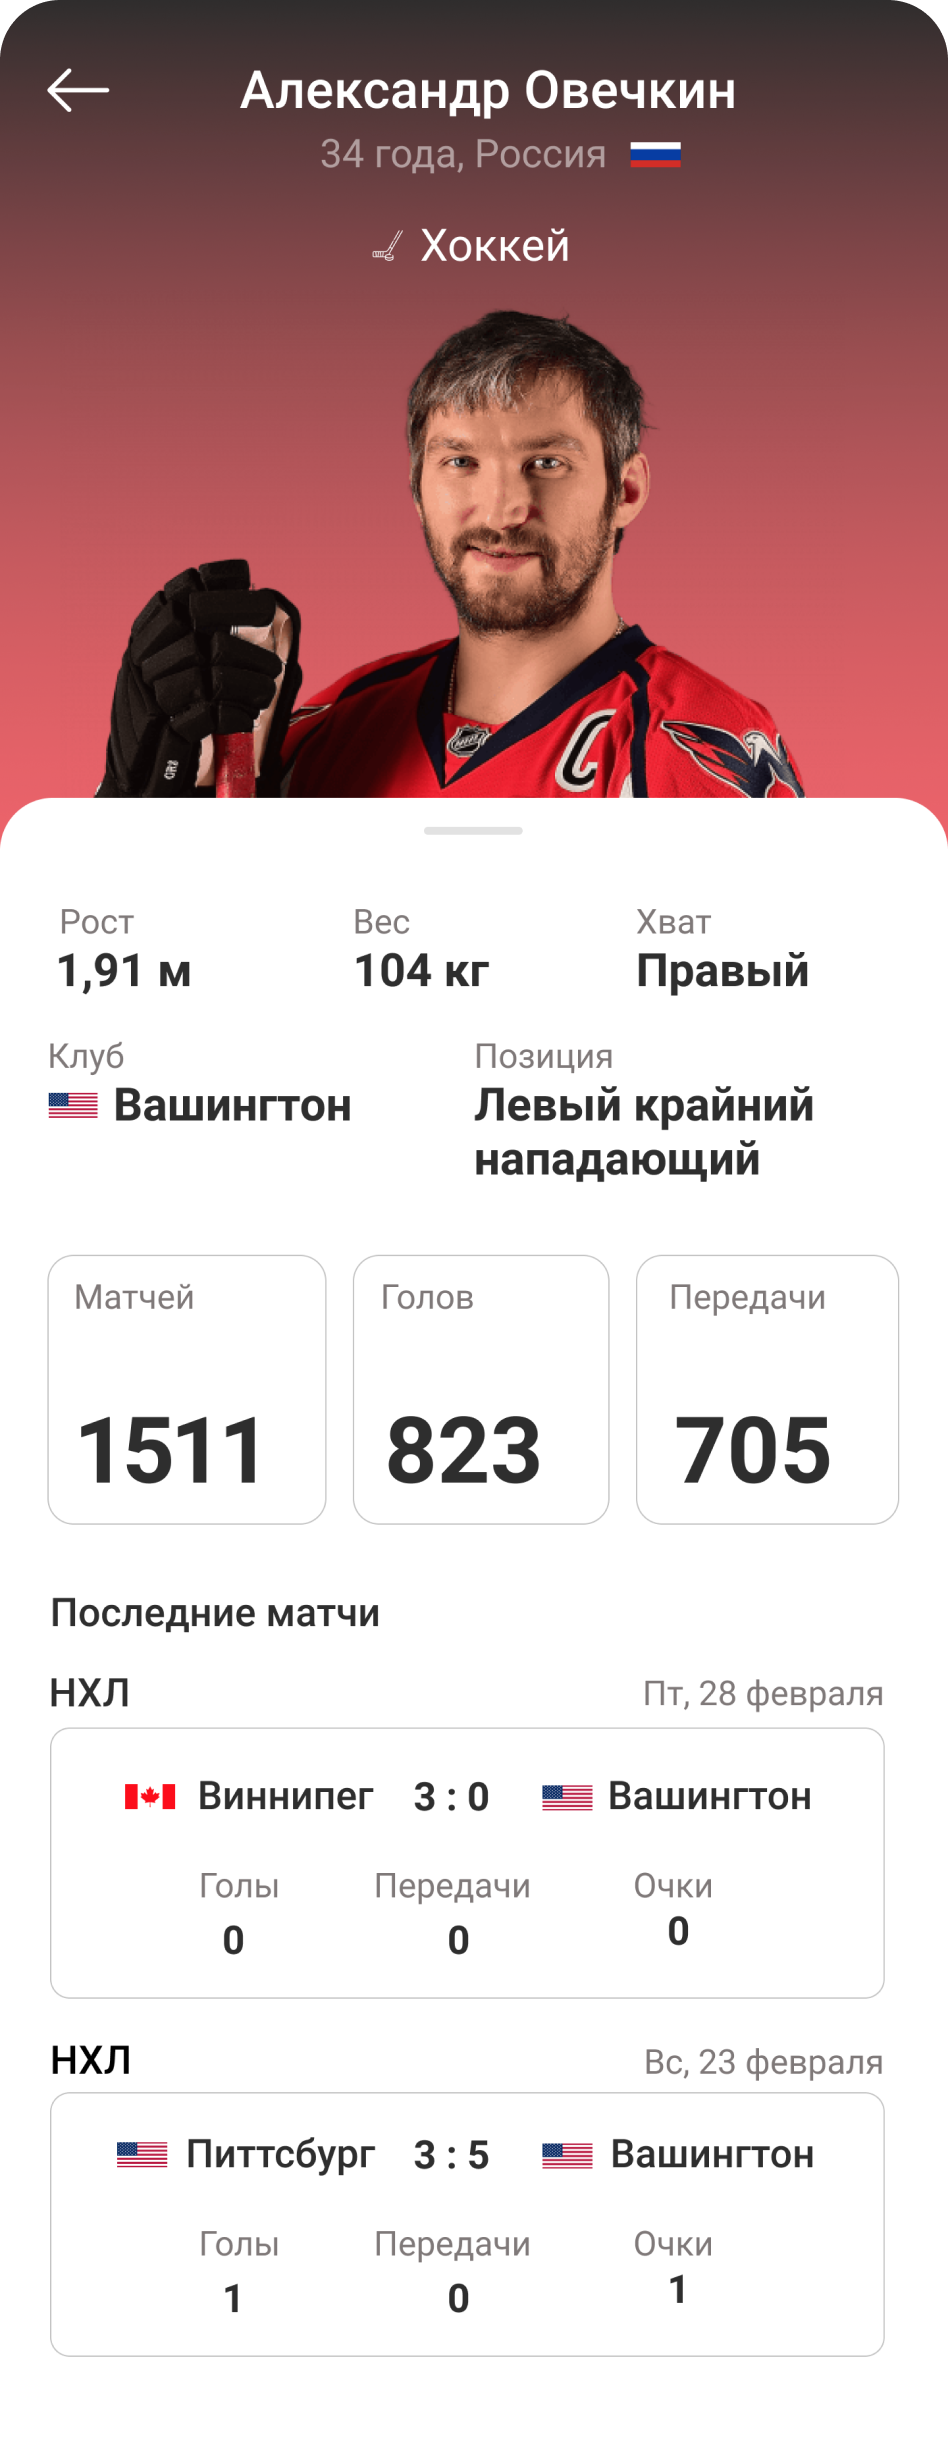 Александр Овечкин
34 года, Россия
Хоккей
C
Рост Вес Хват
1,91 м 104 кг Правый
Клуб Позиция
Вашингтон Левый крайний
нападающий
Матчей Голов Передачи
1511 823 705
Последние матчи
НХЛ Пт, 28 февраля
Виннипег 3 : 0 Вашингтон
Голы Передачи Очки
0 0 0
НХЛ Вс, 23 февраля
Питтсбург 3 : 5 Вашингтон
Голы Передачи Очки
1 0 1